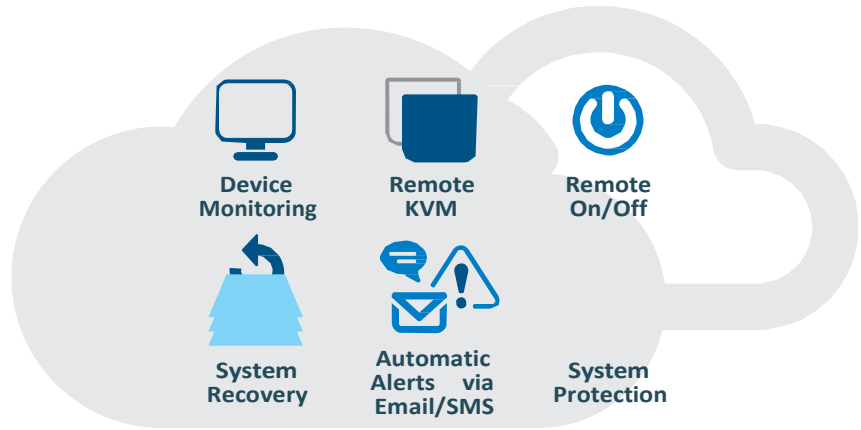 Device
Monitoring
Remote
KVM
Remote
On/Off
System
Recovery
Automatic
Alerts via
Email/SMS
System
Protection